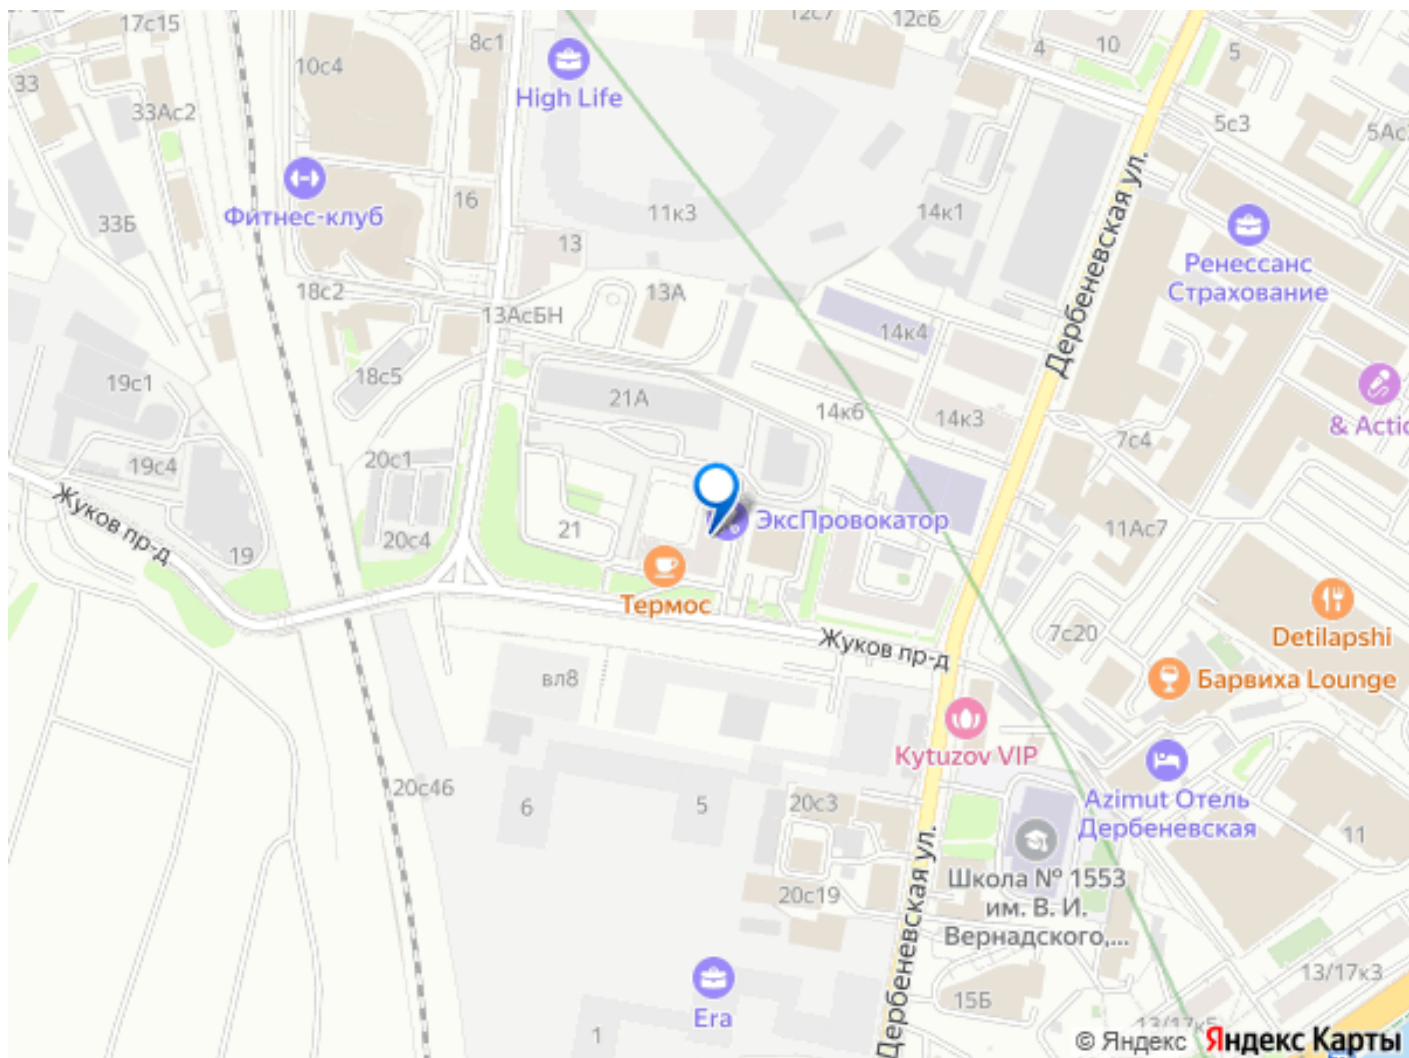 17с15
12с7
12с6
10с4
8с1
4
10
5
33
High Life
33Ас2
5с3
16
Фитнес-клуб
33Б
11к3
14к1
13
Дербеневская ул.
Ренессанс
Страхование
18с2
13А
13АсБН
14к4
19с1
18с5
21А
14к6
14к3
& Actio
7с4
20с1
19с4
Жуков пр-д
ЭксПровокатор
21
11Ас7
20с4
19
Термос
Detilapshi
7с20
Жуков пр-д
вл8
Барвиха Lounge
Kytuzov VIP
20с46
6
5
20с3
Azimut Отель
Дербеневская
11
Дербеневская ул.
Школа № 1553
им. В. И.
Вернадского,...
20с19
13/17к3
15Б
Era
1
13/17к5
© Яндекс Яндекс Карты